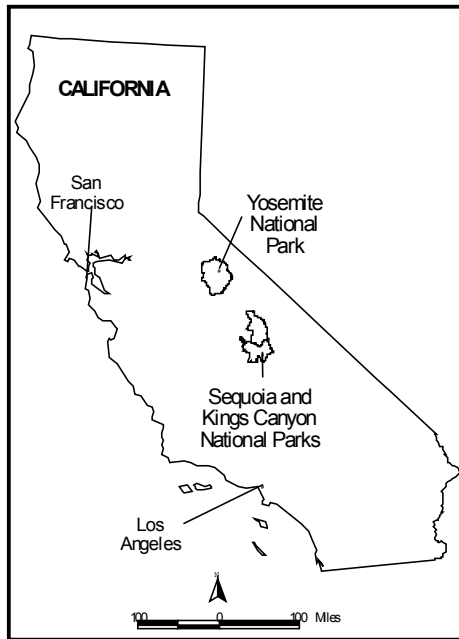 CALIFORNIA
San
Francisco
Yosemite
National
Park
Sequoia and
Kings Canyon
National Parks
Los
Angeles
N
100 0 100 Miles